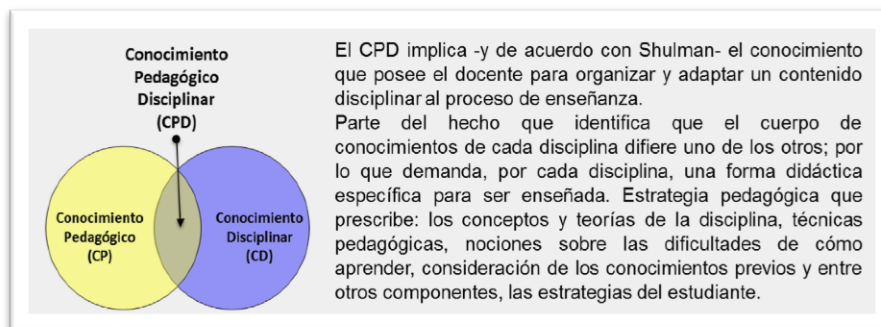 Conocimiento
Pedagógico
Disciplinar
(CPD)
Conocimiento
Pedagógico
(CP)
Conocimiento
Disciplinar
(CD)
El CPD implica -y de acuerdo con Shulman- el conocimiento
que posee el docente para organizar y adaptar un contenido
disciplinar al proceso de enseñanza.
Parte del hecho que identifica que el cuerpo de
conocimientos de cada disciplina difiere uno de los otros; por
lo que demanda, por cada disciplina, una forma didáctica
específica para ser enseñada. Estrategia pedagógica que
prescribe: los conceptos y teorías de la disciplina, técnicas
pedagógicas, nociones sobre las dificultades de cómo
aprender, consideración de los conocimientos previos y entre
otros componentes, las estrategias del estudiante.